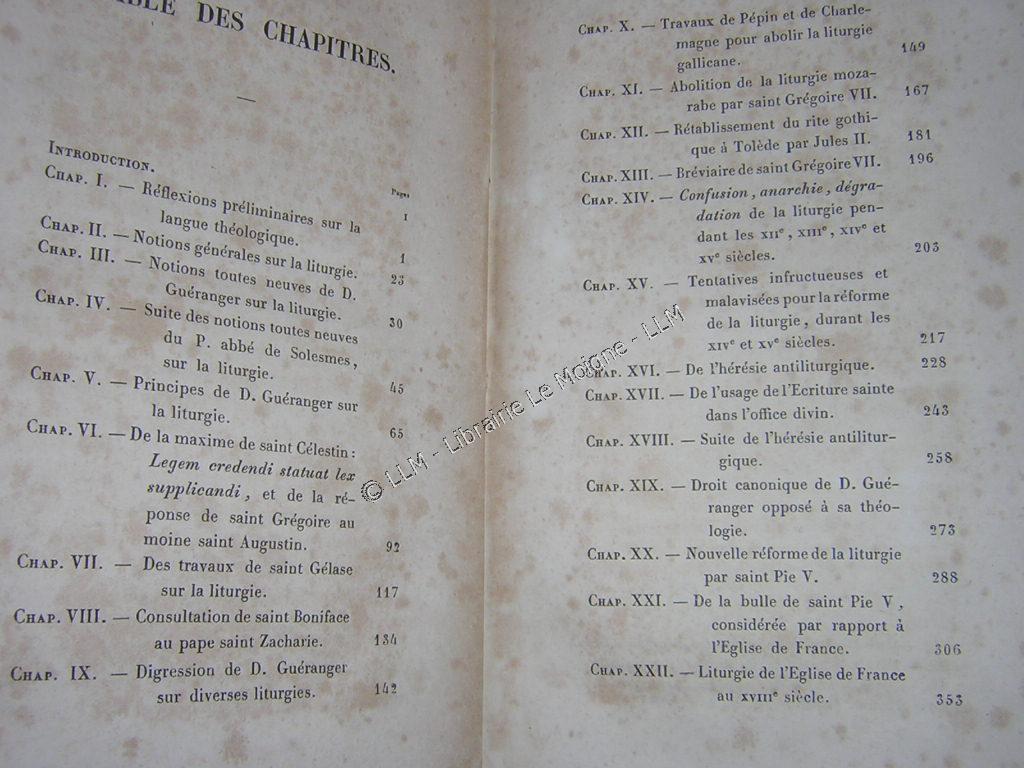 DES CHAPITRES.
—
Pages
INTRODUCTION. I
CHAP. I. — Réflexions préliminaires sur la
langue théologique. 1
CHAP. II. — Notions générales sur la liturgie. 23
CHAP. III. — Notions toutes neuves de D.
Guéranger sur la liturgie. 30
CHAP. IV. — Suite des notions toutes neuves
du P. abbé de Solesmes,
sur la liturgie. 45
CHAP. V. — Principes de D. Guéranger sur
la liturgie. 65
CHAP. VI. — De la maxime de saint Célestin :
Legem credendi statuat lex
supplicandi, et de la ré-
ponse de saint Grégoire au
moine saint Augustin. 92
CHAP. VII. — Des travaux de saint Gélase
sur la liturgie. 117
CHAP. VIII. — Consultation de saint Boniface
au pape saint Zacharie. 134
CHAP. IX. — Digression de D. Guéranger
sur diverses liturgies. 142
CHAP. X. — Travaux de Pépin et de Charle-
magne pour abolir la liturgie
gallicane. 149
CHAP. XI. — Abolition de la liturgie moza-
rabe par saint Grégoire VII. 167
CHAP. XII. — Rétablissement du rite gothi-
que à Tolède par Jules II. 181
CHAP. XIII. — Bréviaire de saint Grégoire VII. 196
CHAP. XIV. — Confusion, anarchie, dégra-
dation de la liturgie pen-
dant les XIIe, XIIIe, XIVe et
XVe siècles. 203
CHAP. XV. — Tentatives infructueuses et
malavisées pour la réforme
de la liturgie, durant les
XIVe et XVe siècles. 217
CHAP. XVI. — De l'hérésie antiliturgique. 228
CHAP. XVII. — De l'usage de l'Ecriture sainte
dans l'office divin. 243
CHAP. XVIII. — Suite de l'hérésie antilitur-
gique. 258
CHAP. XIX. — Droit canonique de D. Gué-
ranger opposé à sa théo-
logie. 273
CHAP. XX. — Nouvelle réforme de la liturgie
par saint Pie V. 288
CHAP. XXI. — De la bulle de saint Pie V,
considérée par rapport à
l'Eglise de France. 306
CHAP. XXII. — Liturgie de l'Eglise de France
au XVIIIe siècle. 353
© LLM - Librairie Le Moigne - LLM